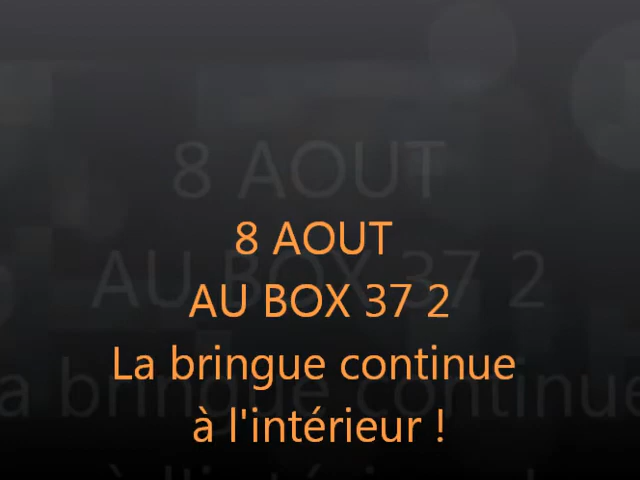 8 AOUT
AU BOX 37 2
La bringue continue
à l'intérieur !